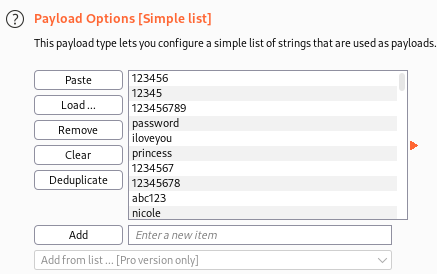 ? Payload Options [Simple list]
This payload type lets you configure a simple list of strings that are used as payloads.
Paste
Load ...
Remove
Clear
Deduplicate
123456
12345
123456789
password
iloveyou
princess
1234567
12345678
abc123
nicole
Add
Enter a new item
Add from list ... [Pro version only]